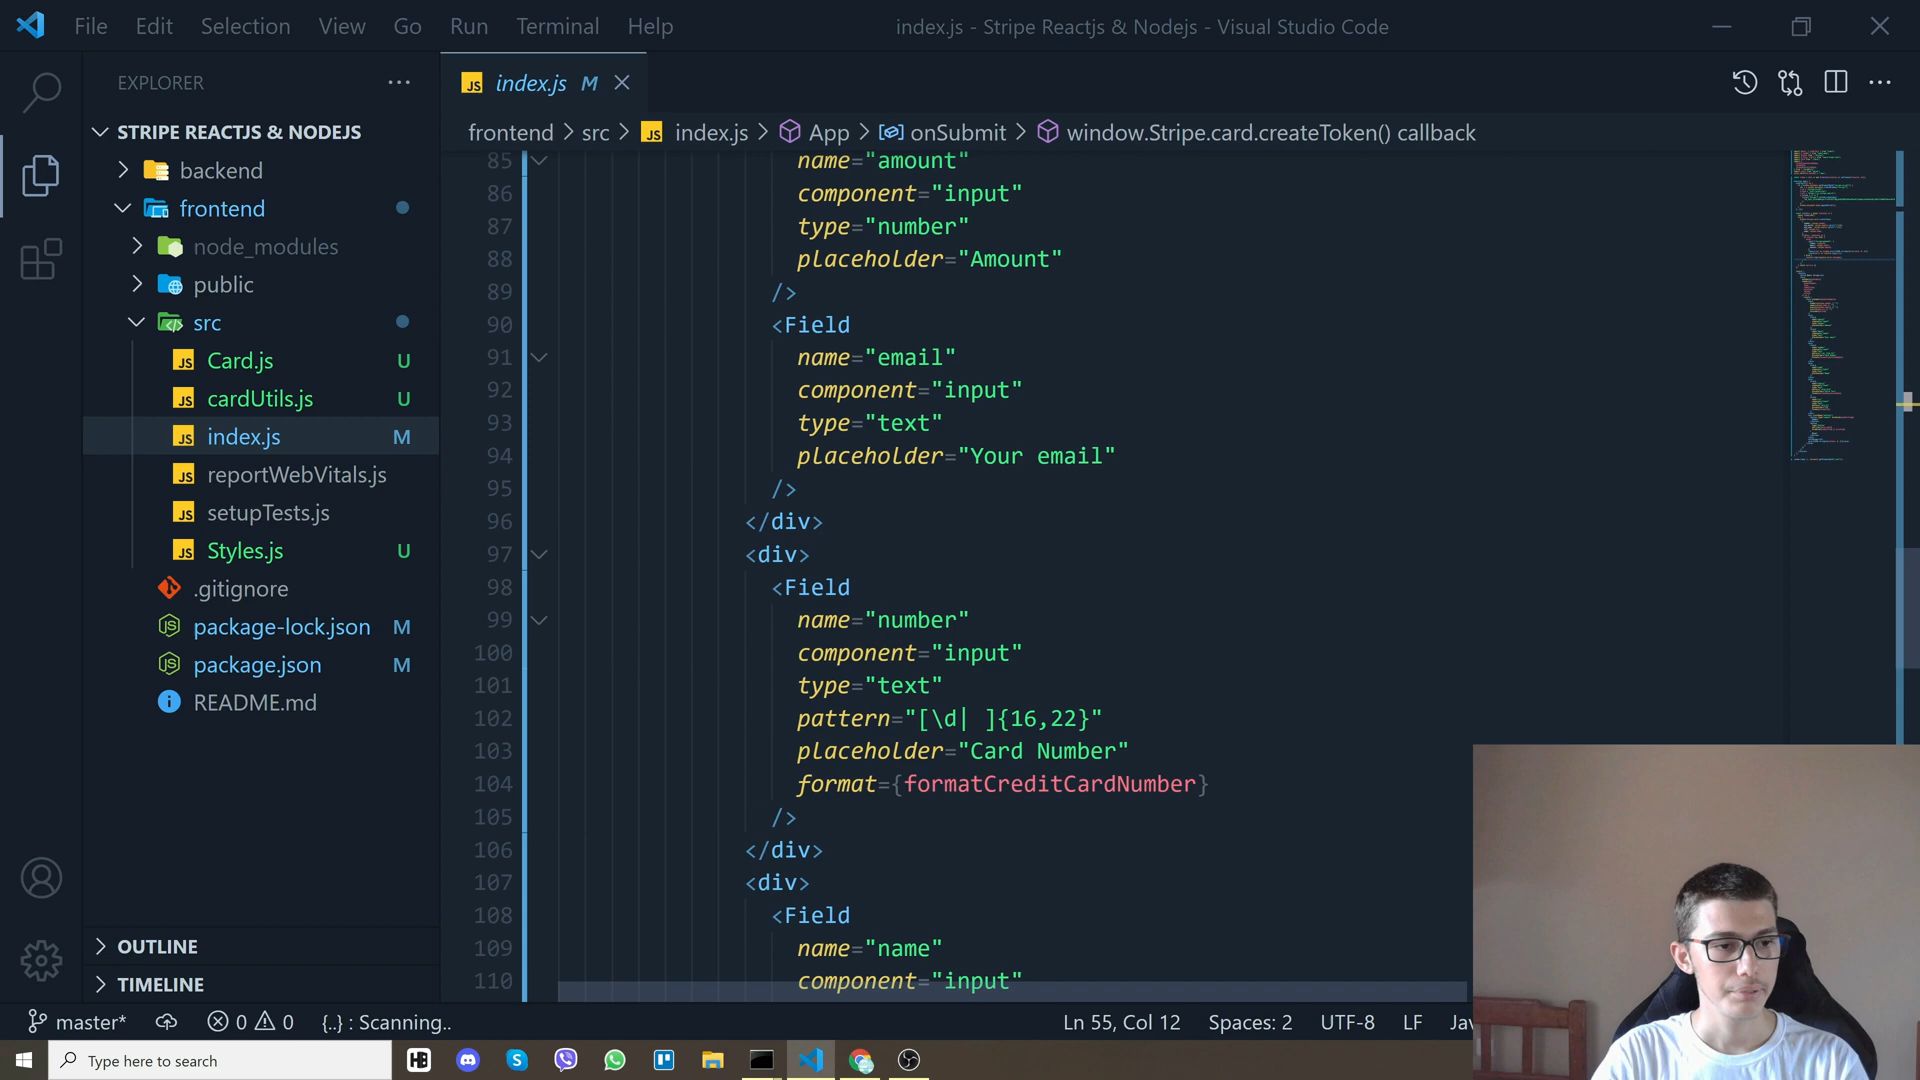 File Edit Selection View Go Run Terminal Help
index.js - Stripe Reactjs & Nodejs - Visual Studio Code
EXPLORER
STRIPE REACTJS & NODEJS
backend
frontend
node_modules
public
src
Card.js U
cardUtils.js U
index.js M
reportWebVitals.js
setupTests.js
Styles.js U
.gitignore
package-lock.json M
package.json M
README.md
OUTLINE
TIMELINE
index.js M
frontend > src > JS index.js > App > onSubmit > window.Stripe.card.createToken() callback
85 name="amount"
86 component="input"
87 type="number"
88 placeholder="Amount"
89 />
90 <Field
91 name="email"
92 component="input"
93 type="text"
94 placeholder="Your email"
95 />
96 </div>
97 <div>
98 <Field
99 name="number"
100 component="input"
101 type="text"
102 pattern="[\d| ]{16,22}"
103 placeholder="Card Number"
104 format={formatCreditCardNumber}
105 />
106 </div>
107 <div>
108 <Field
109 name="name"
110 component="input"
master* 0 0 {..} : Scanning.. Ln 55, Col 12 Spaces: 2 UTF-8 LF Jav
Type here to search